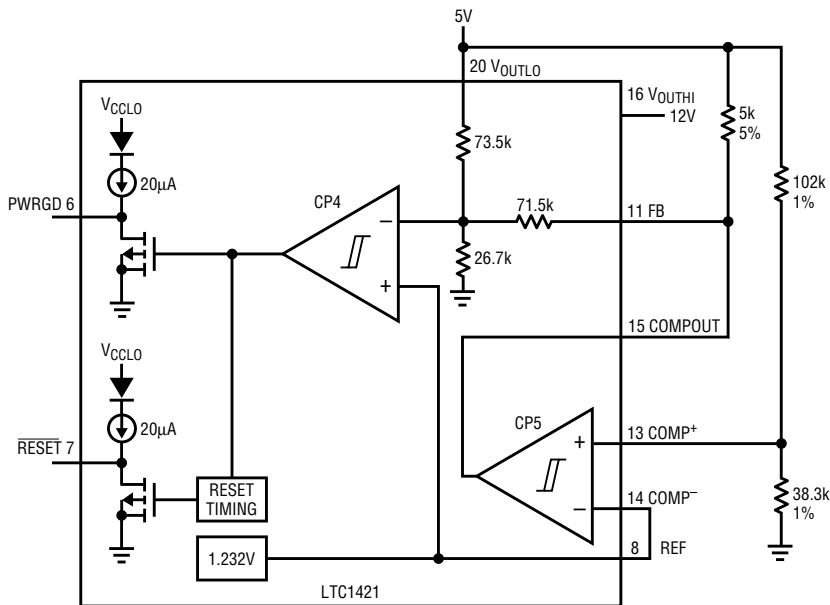 5V
20 VOUTLO
16 VOUTHI
12V
VCCLO
73.5k
5k
5%
20µA
102k
1%
CP4
PWRGD 6
71.5k
11 FB
–
26.7k
+
15 COMPOUT
VCCLO
CP5
20µA
13 COMP+
+
RESET 7
14 COMP–
38.3k
1%
RESET
TIMING
–
8 REF
1.232V
LTC1421